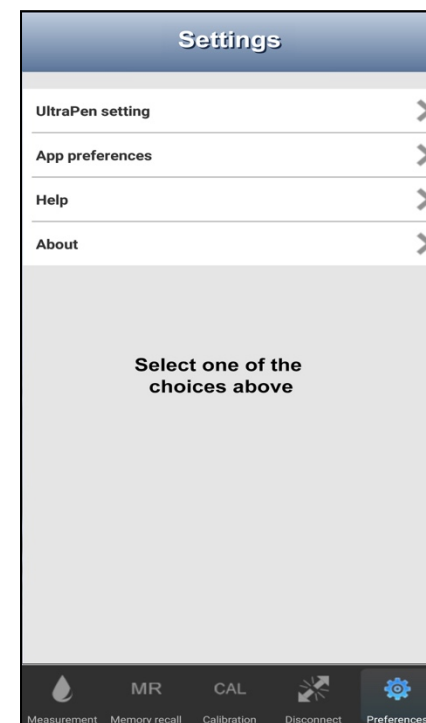 Settings
UltraPen setting
App preferences
Help
About
Select one of the
choices above
MR CAL
Measurement Memory recall Calibration Disconnect Preferences